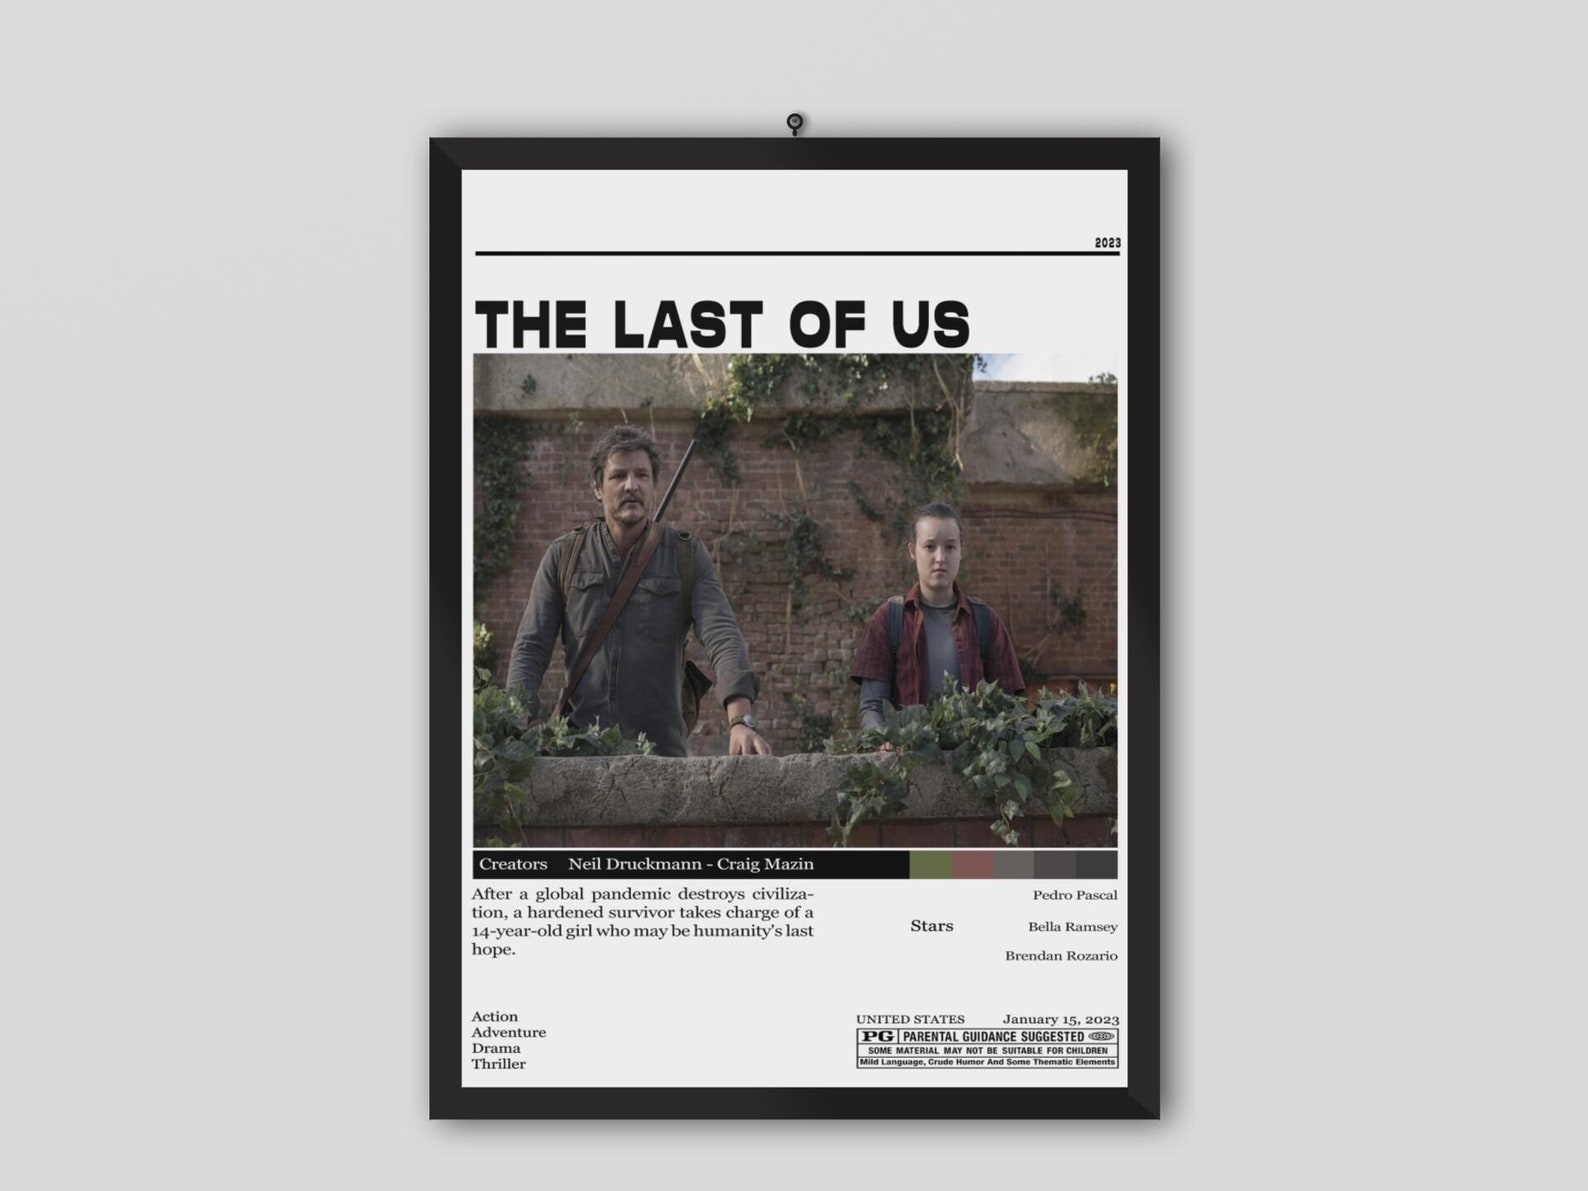 2023
THE LAST OF US
Creators Neil Druckmann - Craig Mazin
After a global pandemic destroys civiliza-
tion, a hardened survivor takes charge of a
14-year-old girl who may be humanity's last
hope.
Stars
Pedro Pascal
Bella Ramsey
Brendan Rozario
Action
Adventure
Drama
Thriller
UNITED STATES January 15, 2023
PG PARENTAL GUIDANCE SUGGESTED
SOME MATERIAL MAY NOT BE SUITABLE FOR CHILDREN
Mild Language, Crude Humor And Some Thematic Elements